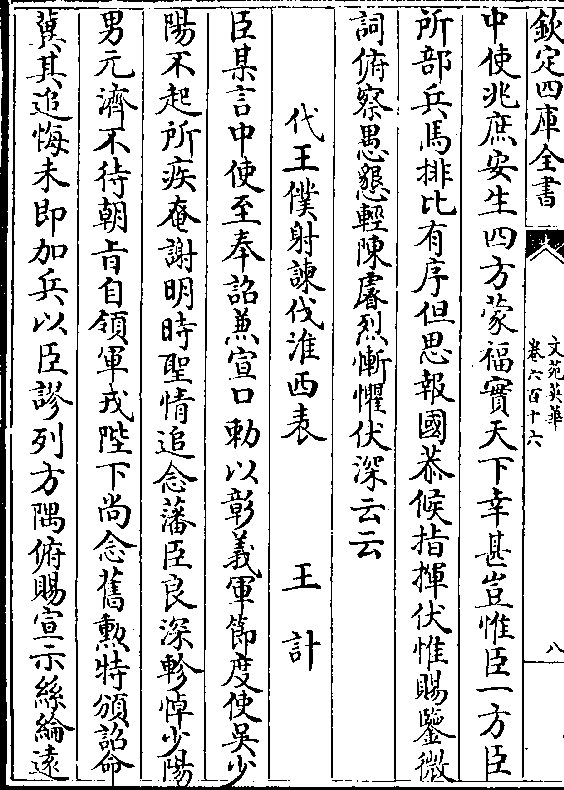 欽定四庫全書
文苑英華
卷六百十六
八
中使兆庶安生四方蒙福實天下幸甚豈惟臣一方臣
所部兵馬排比有序但思報國恭候指揮伏惟賜鑒微
詞俯察愚懇輕陳睿烈慚懼伏深云云
代王僕射諫伐淮西表 王計
臣某言中使至奉詔兼宣口勅以彰義軍節度使吳少
陽不起所疾奄謝明時聖情追念藩臣良深軫悼少陽
男元濟不待朝旨自領軍戎陛下尚念舊勲特頒詔命
冀其追悔未即加兵以臣謬列方隅俯賜宣示絲綸遠